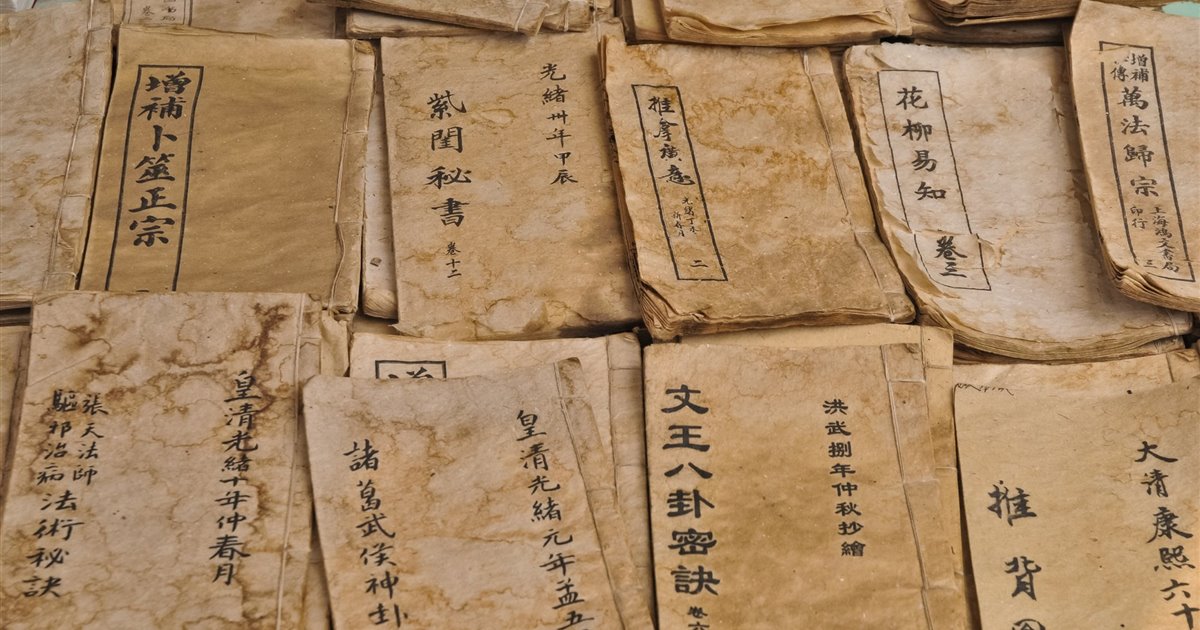 增補卜筮正宗
光緒卅年甲辰
紫閨秘書
卷十二
推拿廣意
二
花柳易知
卷三
增補
萬法歸宗
上海鴻文書局
印行
三
皇清光緒十年仲春月
張天法師
驅邪治病法術秘訣
皇清光緒元年孟五
諸葛武侯神卦
洪武捌年仲秋抄繪
文王八卦密訣
大清康熙六十
推背